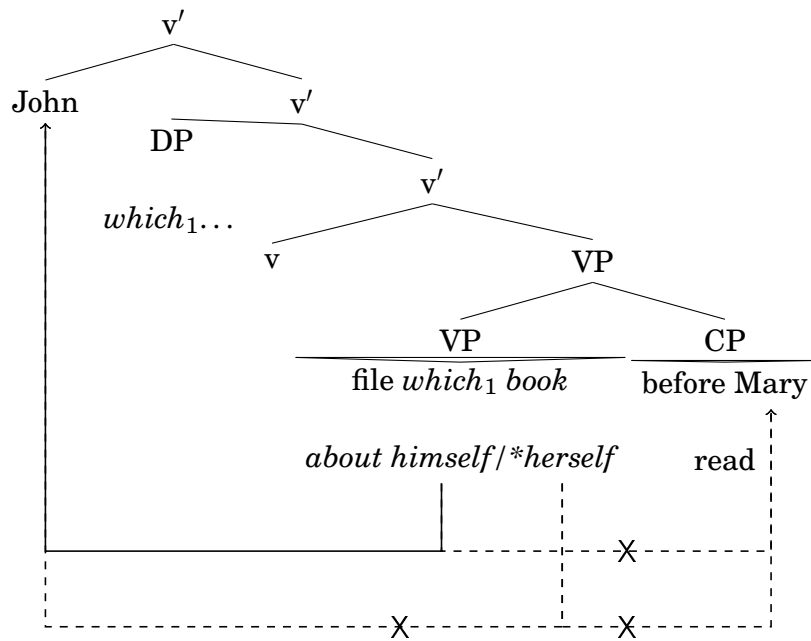 v′
John v′
DP
v′
which₁…
v VP
VP CP
file which₁ book before Mary
about himself/*herself read
X
X X